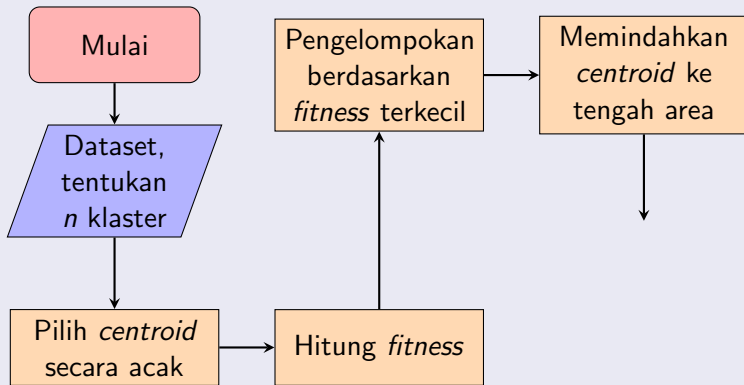 Mulai
Dataset,
tentukan
n klaster
Pilih centroid
secara acak
Hitung fitness
Pengelompokan
berdasarkan
fitness terkecil
Memindahkan
centroid ke
tengah area